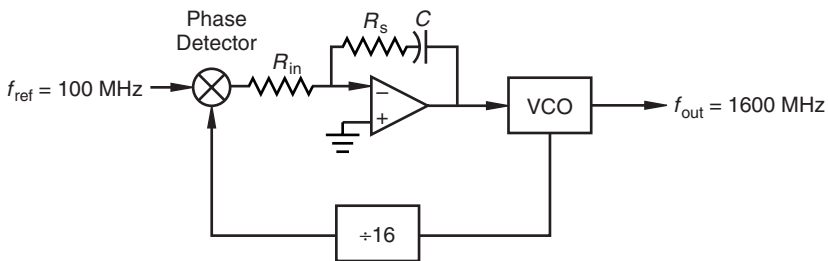 Phase
Detector
R_in
R_s
C
f_ref = 100 MHz
−
+
VCO
f_out = 1600 MHz
÷16